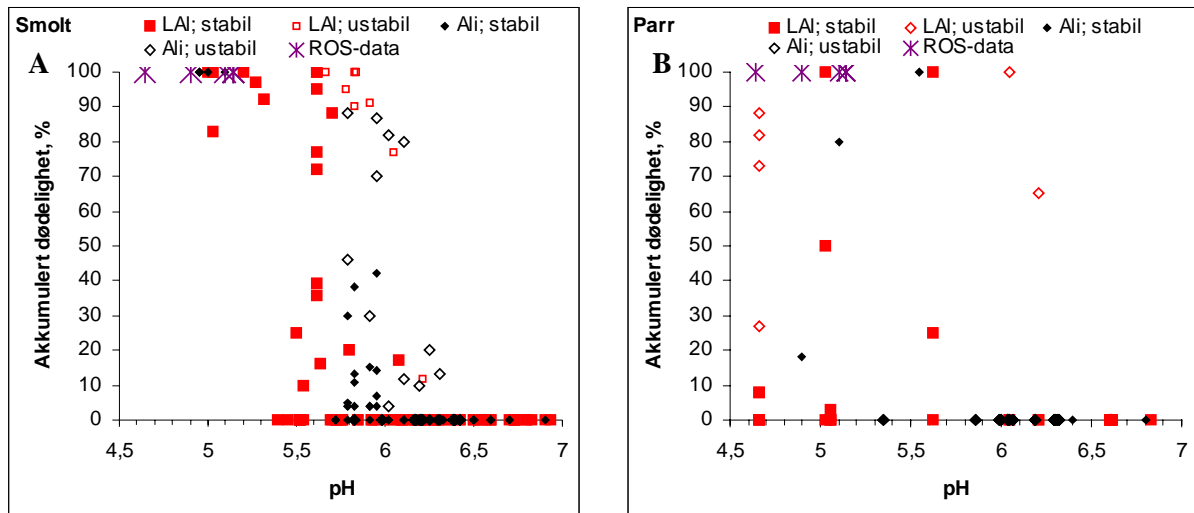 Smolt
LAl; stabil
LAl; ustabil
Ali; stabil
Ali; ustabil
ROS-data
A
Akkumulert dødelighet, %
100
90
80
70
60
50
40
30
20
10
0
4,5
5
5,5
6
6,5
7
pH
Parr
LAl; stabil
LAl; ustabil
Ali; stabil
Ali; ustabil
ROS-data
B
Akkumulert dødelighet, %
100
90
80
70
60
50
40
30
20
10
0
4,5
5
5,5
6
6,5
7
pH